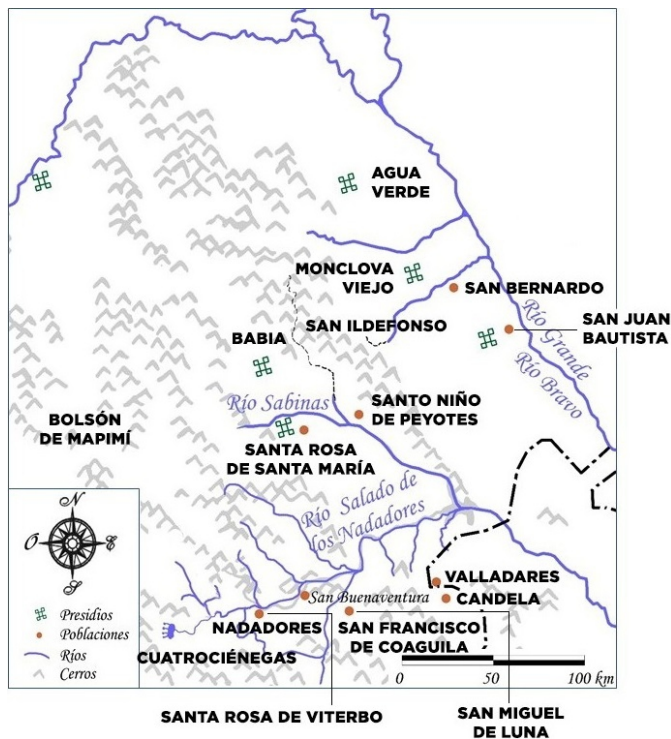 AGUA
VERDE
MONCLOVA
VIEJO
SAN BERNARDO
SAN ILDEFONSO
SAN JUAN
BAUTISTA
Río Grande
Río Bravo
BABIA
Río Sabinas
SANTO NIÑO
DE PEYOTES
BOLSÓN
DE MAPIMÍ
SANTA ROSA
DE SANTA MARÍA
Río Salado de
los Nadadores
N
O
E
S
Presidios
Poblaciones
Ríos
Cerros
VALLADARES
San Buenaventura
CANDELA
NADADORES
SAN FRANCISCO
DE COAGUILA
CUATROCIÉNEGAS
0
50
100 km
SANTA ROSA DE VITERBO
SAN MIGUEL
DE LUNA